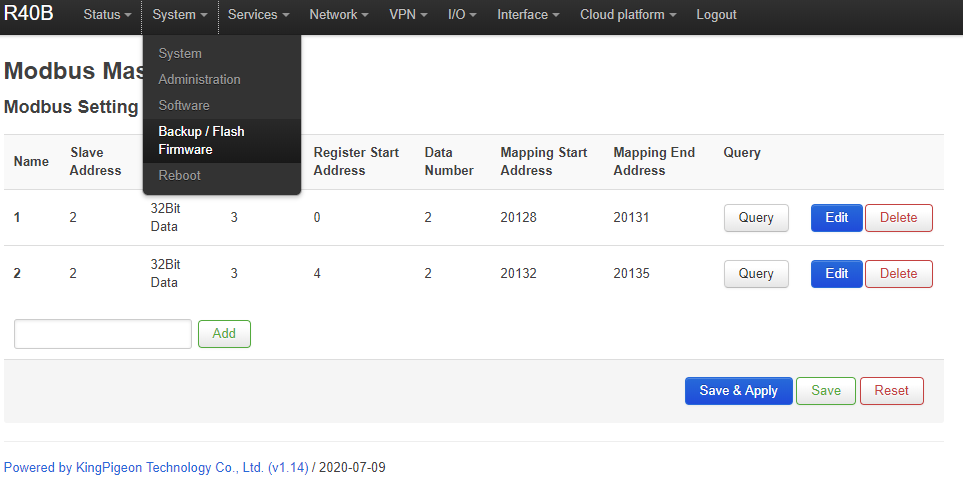 R40B Status System Services Network VPN I/O Interface Cloud platform Logout
System
Administration
Software
Backup / Flash
Firmware
Reboot
Modbus Mas
Modbus Setting
Name Slave Address Register Start Address Data Number Mapping Start Address Mapping End Address Query
1 2 32Bit Data 3 0 2 20128 20131 Query Edit Delete
2 2 32Bit Data 3 4 2 20132 20135 Query Edit Delete
Add
Save & Apply Save Reset
Powered by KingPigeon Technology Co., Ltd. (v1.14) / 2020-07-09